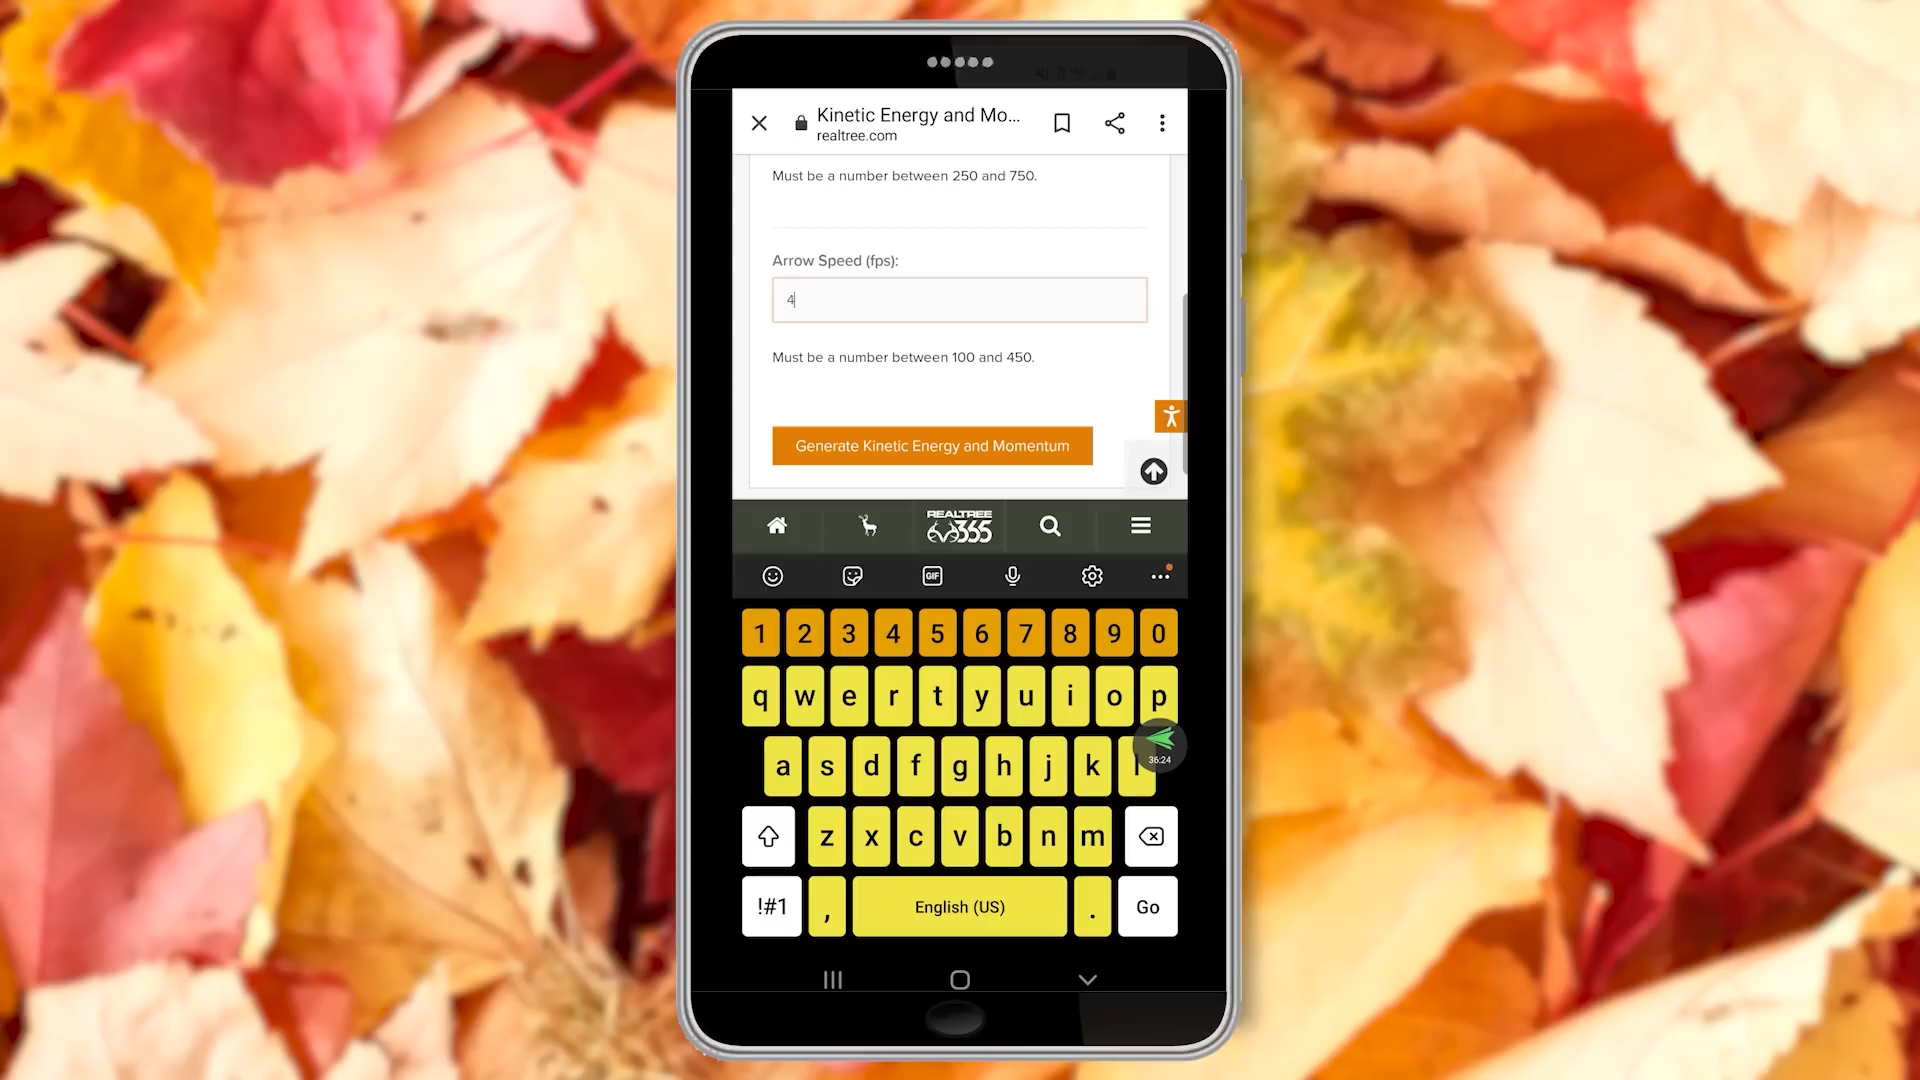 Kinetic Energy and Mo...
realtree.com
Must be a number between 250 and 750.
Arrow Speed (fps):
4
Must be a number between 100 and 450.
Generate Kinetic Energy and Momentum
REALTREE
365
GIF
1 2 3 4 5 6 7 8 9 0
q w e r t y u i o p
a s d f g h j k l
36:24
z x c v b n m
!#1 , English (US) . Go